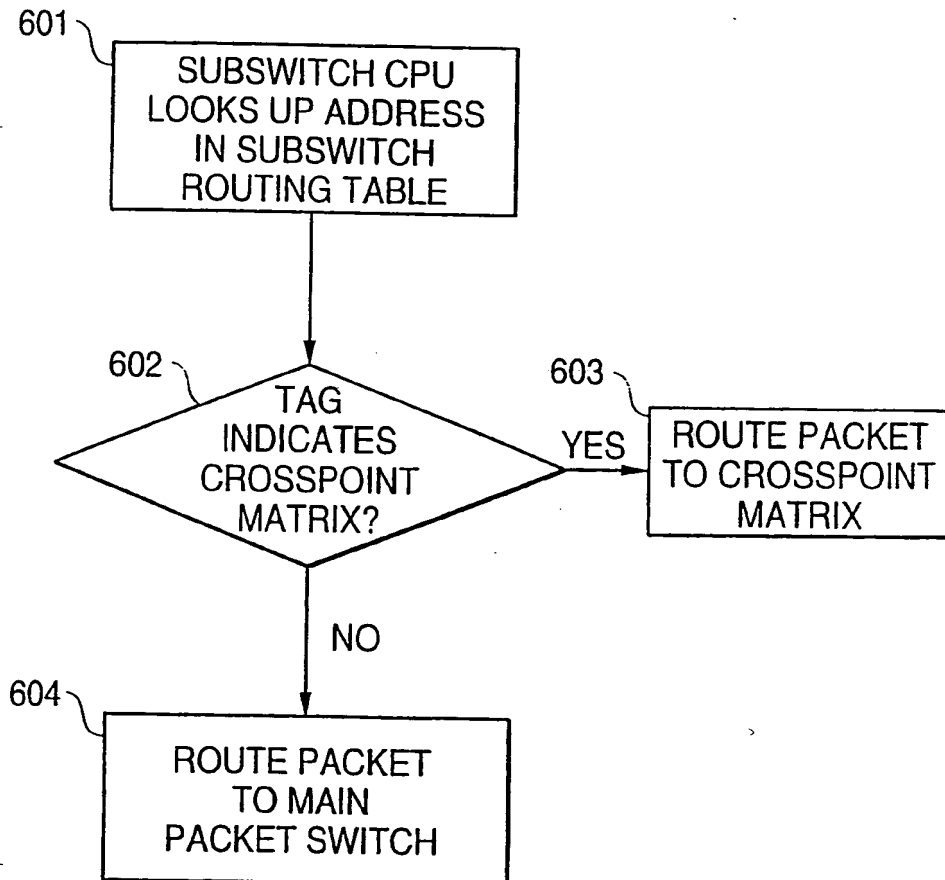 601
SUBSWITCH CPU
LOOKS UP ADDRESS
IN SUBSWITCH
ROUTING TABLE
602
TAG
INDICATES
CROSSPOINT
MATRIX?
YES
603
ROUTE PACKET
TO CROSSPOINT
MATRIX
NO
604
ROUTE PACKET
TO MAIN
PACKET SWITCH